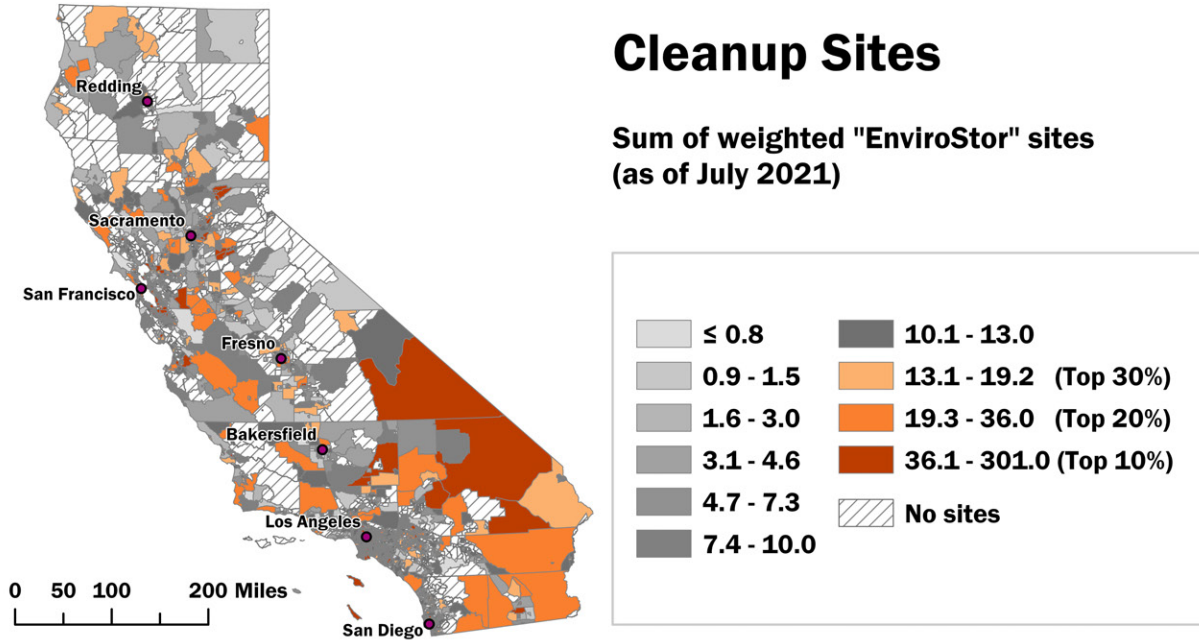 Cleanup Sites
Sum of weighted "EnviroStor" sites
(as of July 2021)
Redding
Sacramento
San Francisco
Fresno
Bakersfield
Los Angeles
San Diego
0 50 100 200 Miles
≤ 0.8
0.9 - 1.5
1.6 - 3.0
3.1 - 4.6
4.7 - 7.3
7.4 - 10.0
10.1 - 13.0
13.1 - 19.2 (Top 30%)
19.3 - 36.0 (Top 20%)
36.1 - 301.0 (Top 10%)
No sites